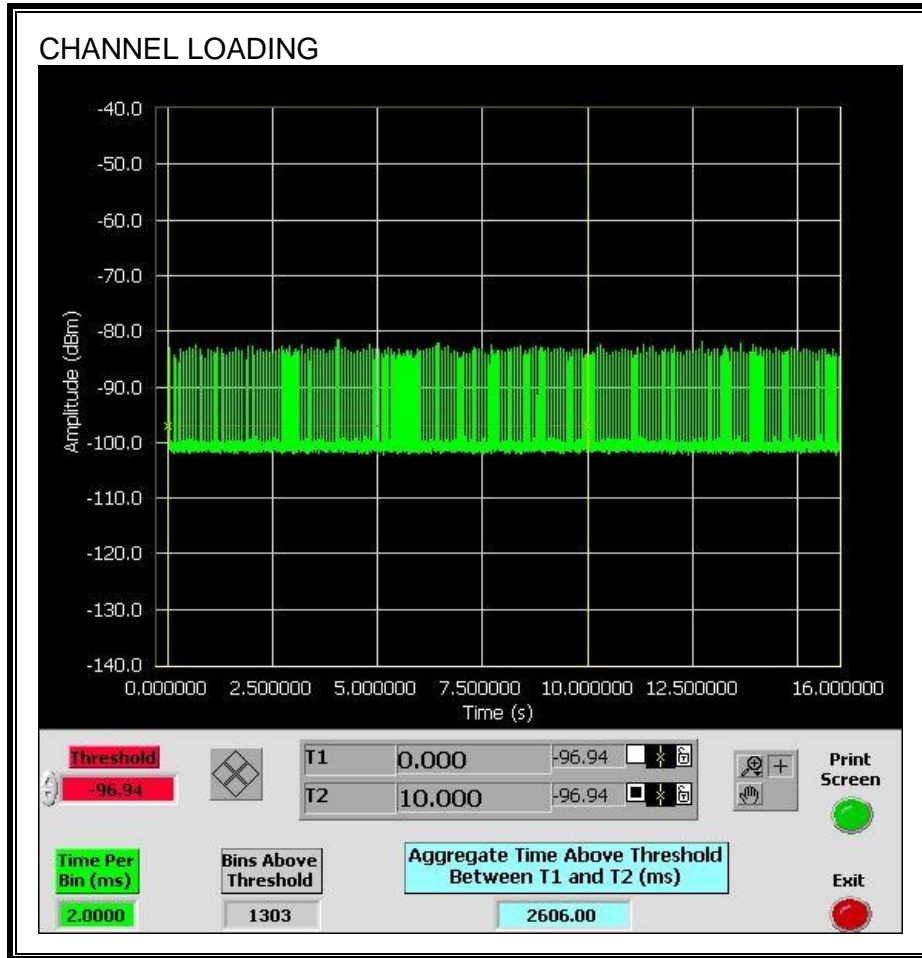 CHANNEL LOADING
-40.0
-50.0
-60.0
-70.0
-80.0
-90.0
-100.0
-110.0
-120.0
-130.0
-140.0
Amplitude (dBm)
0.000000 2.500000 5.000000 7.500000 10.000000 12.500000 16.000000
Time (s)
Threshold
-96.94
T1 0.000 -96.94
T2 10.000 -96.94
Print
Screen
Time Per
Bin (ms)
2.0000
Bins Above
Threshold
1303
Aggregate Time Above Threshold
Between T1 and T2 (ms)
2606.00
Exit